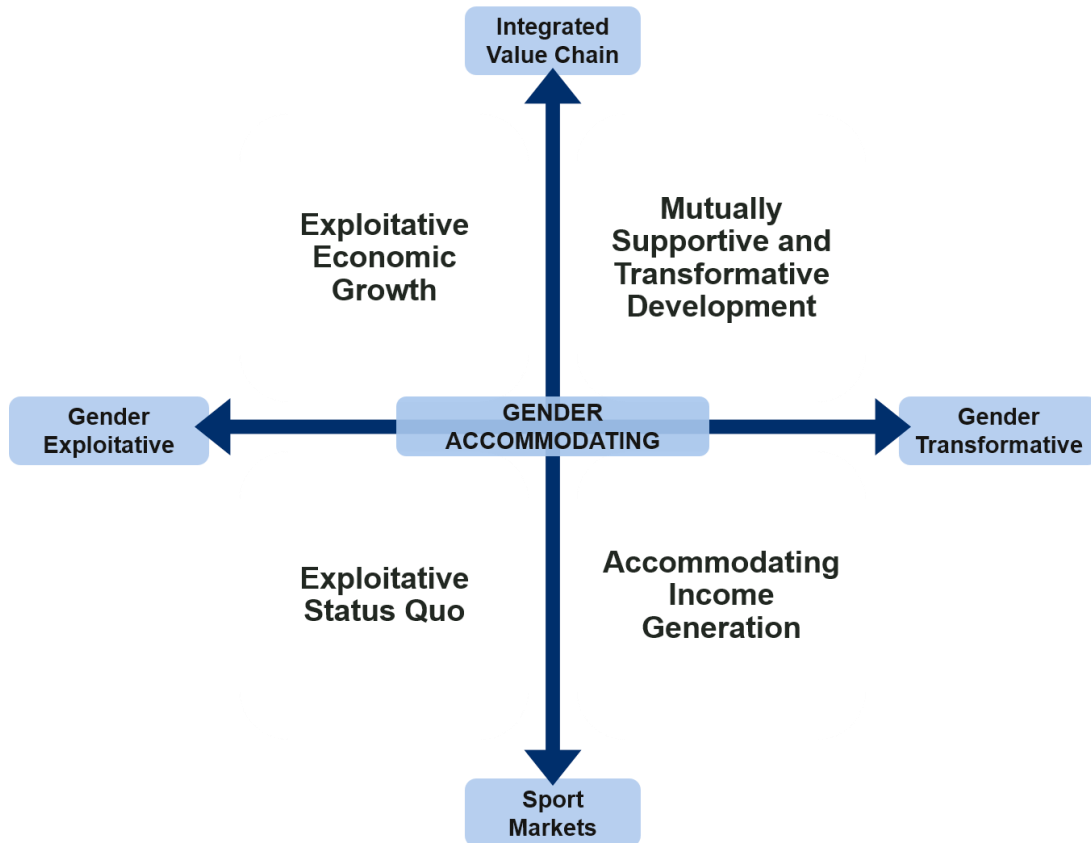 Integrated
Value Chain
Exploitative
Economic
Growth
Mutually
Supportive and
Transformative
Development
Gender
Exploitative
GENDER
ACCOMMODATING
Gender
Transformative
Exploitative
Status Quo
Accommodating
Income
Generation
Sport
Markets